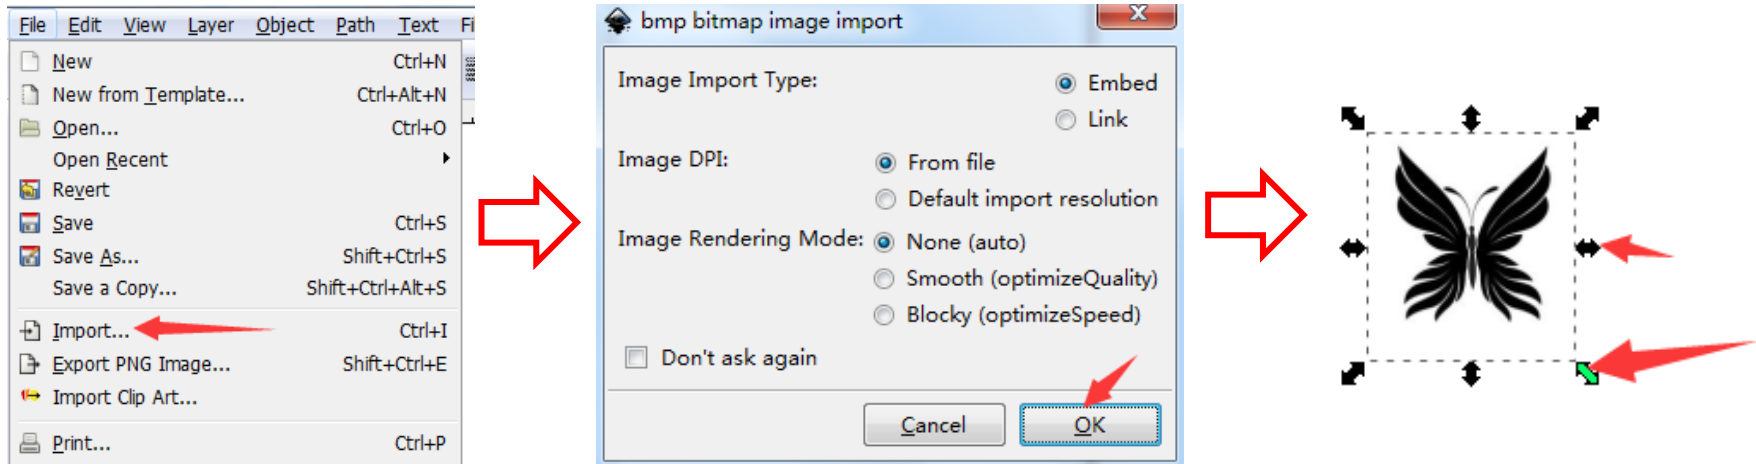 File Edit View Layer Object Path Text Fi
New Ctrl+N
New from Template... Ctrl+Alt+N
Open... Ctrl+O
Open Recent
Revert
Save Ctrl+S
Save As... Shift+Ctrl+S
Save a Copy... Shift+Ctrl+Alt+S
Import... Ctrl+I
Export PNG Image... Shift+Ctrl+E
Import Clip Art...
Print... Ctrl+P
bmp bitmap image import
Image Import Type: Embed
Link
Image DPI: From file
Default import resolution
Image Rendering Mode: None (auto)
Smooth (optimizeQuality)
Blocky (optimizeSpeed)
Don't ask again
Cancel OK